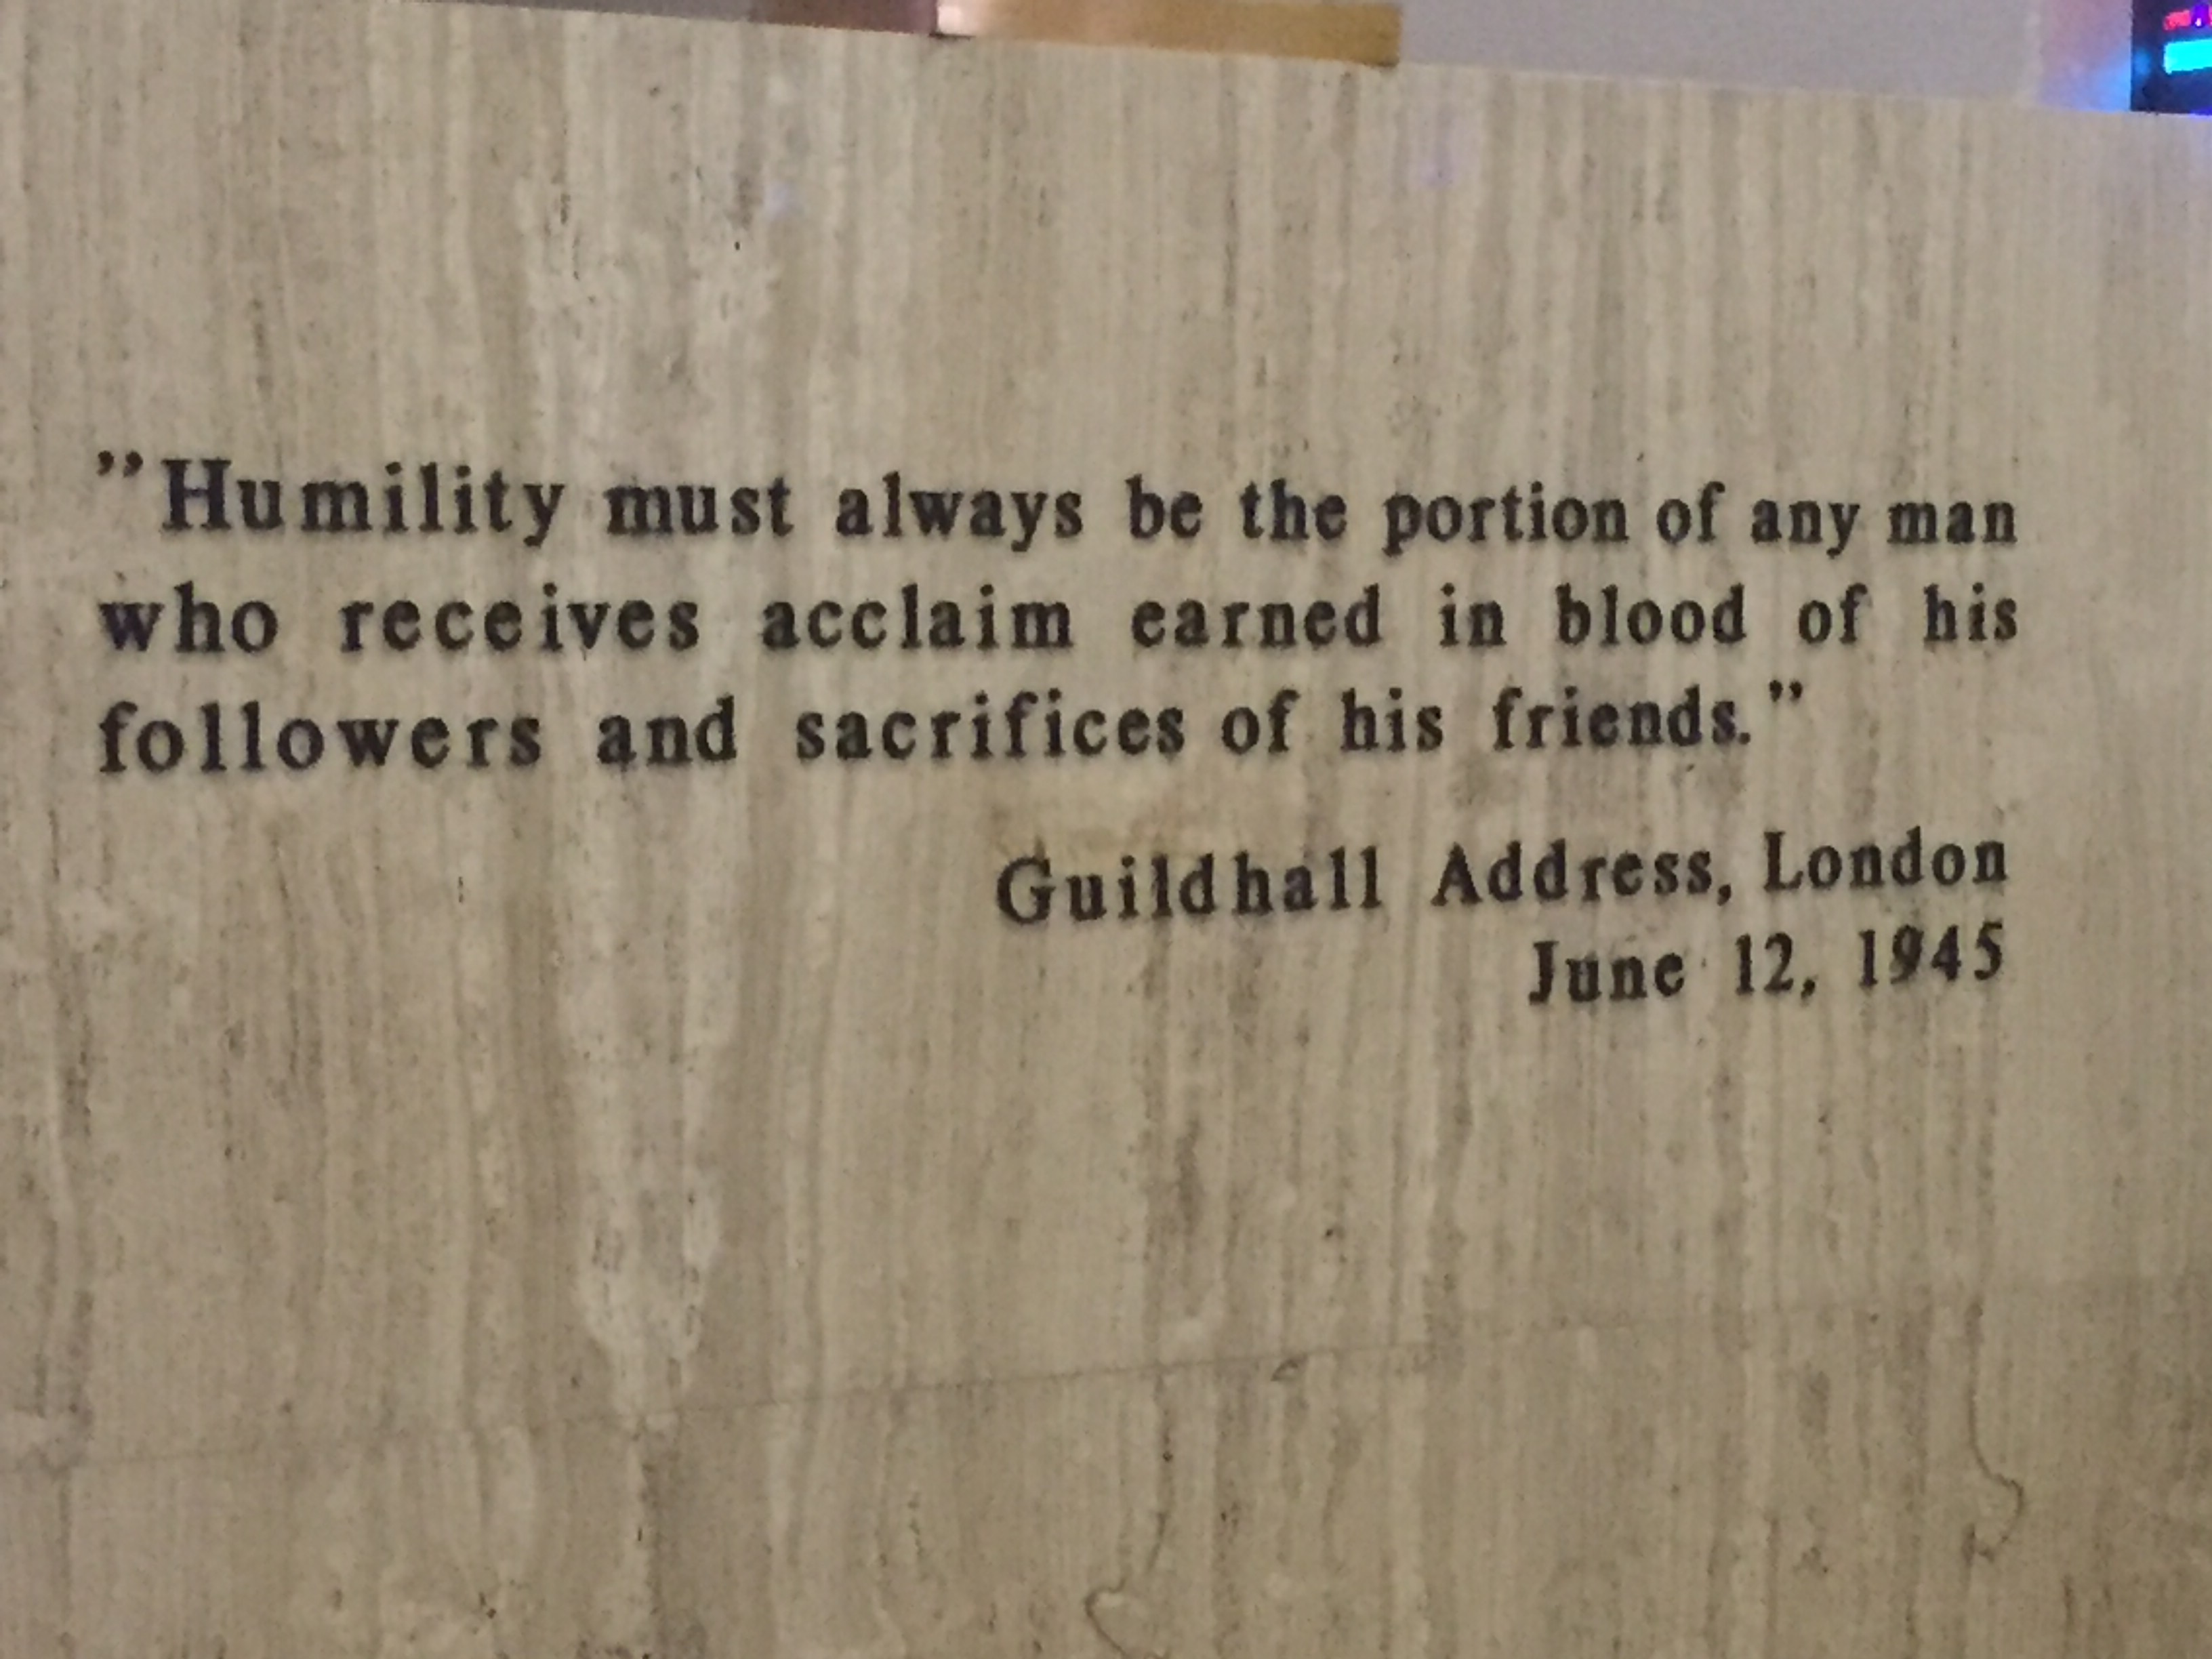 ”Humility must always be the portion of any man
who receives acclaim earned in blood of his
followers and sacrifices of his friends.”
Guildhall Address, London
June 12, 1945